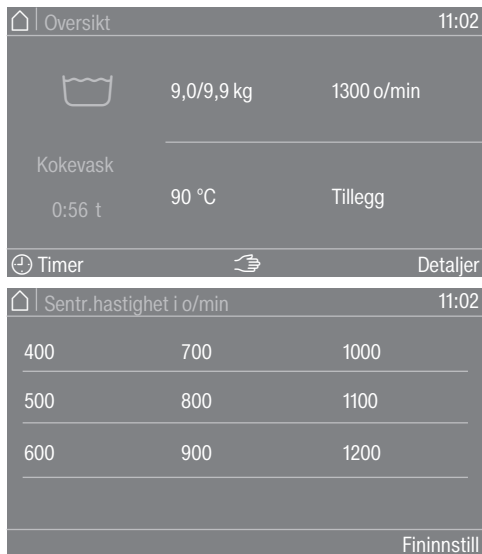 Oversikt 11:02
9,0/9,9 kg 1300 o/min
Kokevask
0:56 t
90 °C Tillegg
Timer Detaljer
Sentr.hastighet i o/min 11:02
400 700 1000
500 800 1100
600 900 1200
Fininnstill